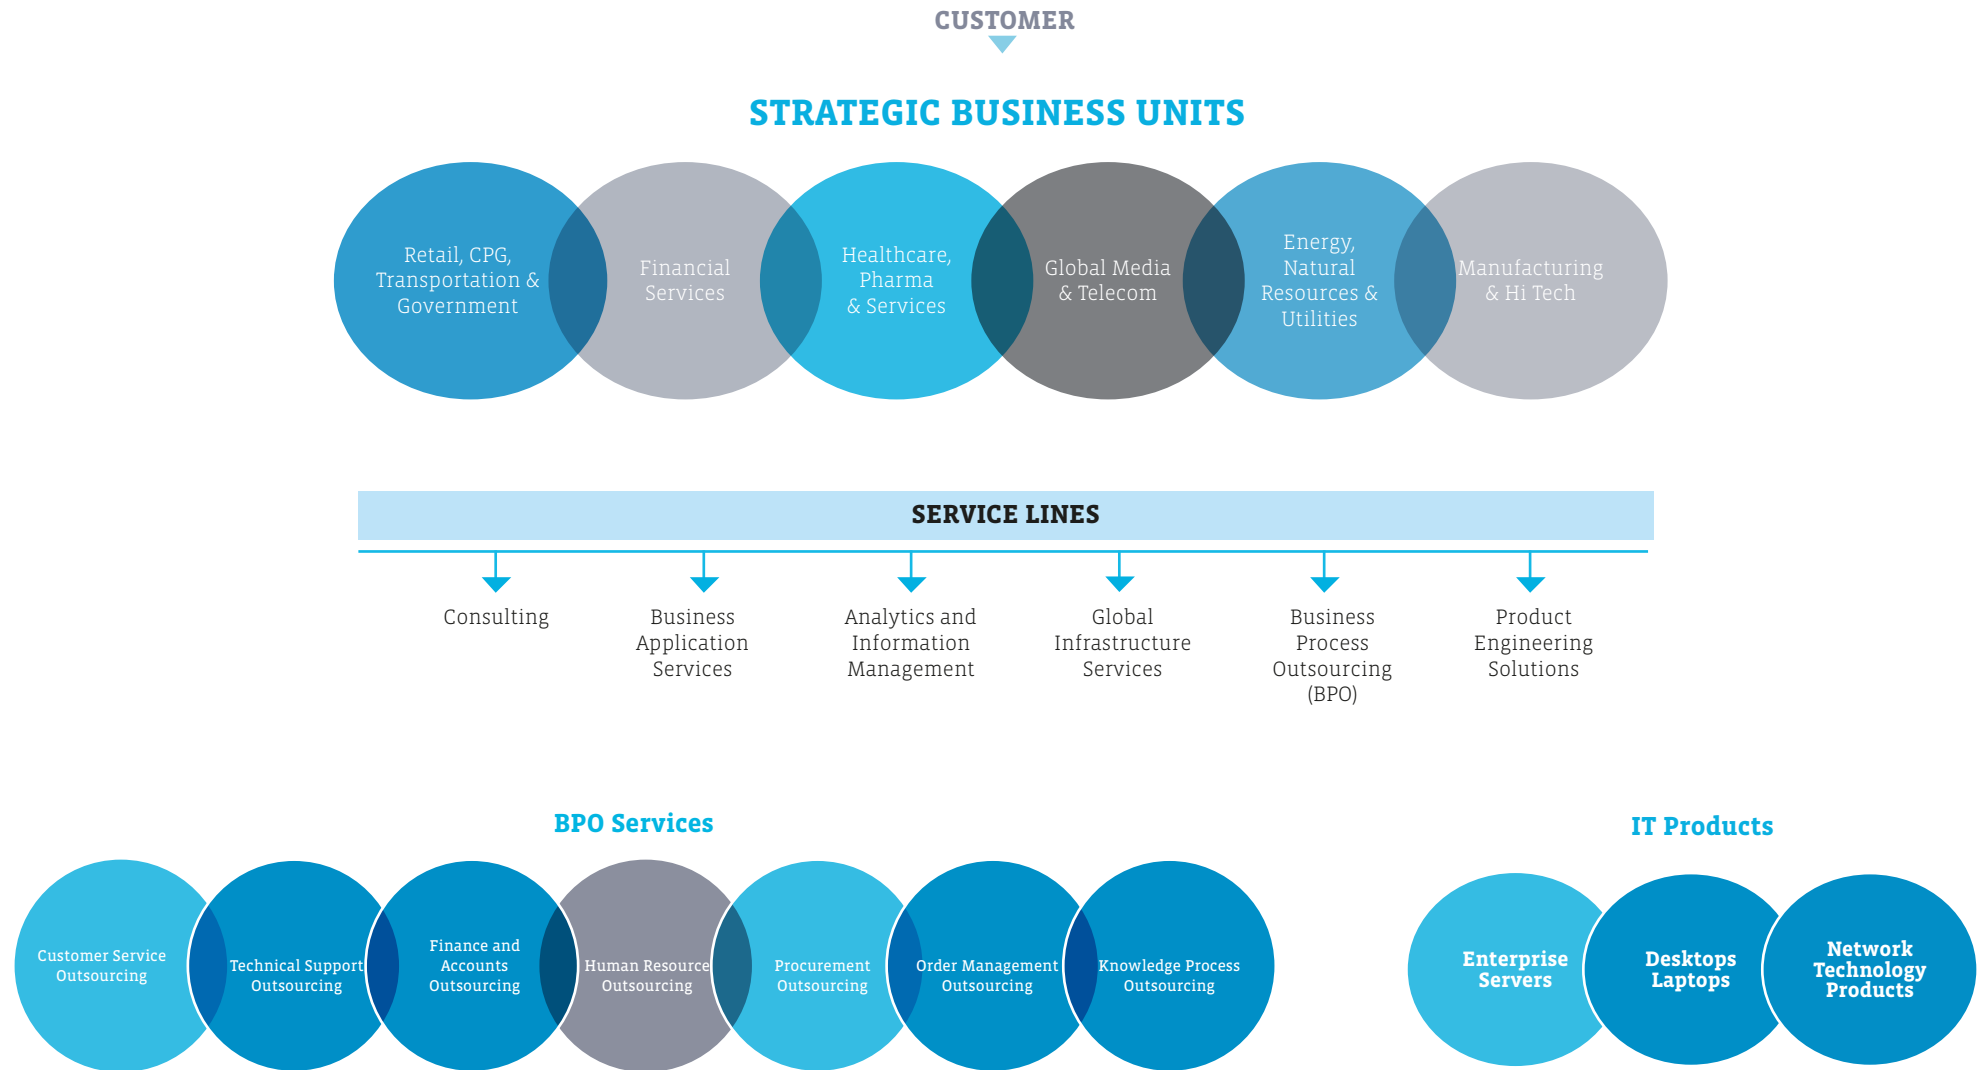 CUSTOMER
STRATEGIC BUSINESS UNITS
Retail, CPG,
Transportation &
Government
Financial
Services
Healthcare,
Pharma
& Services
Global Media
& Telecom
Energy,
Natural
Resources &
Utilities
Manufacturing
& Hi Tech
SERVICE LINES
Consulting
Business
Application
Services
Analytics and
Information
Management
Global
Infrastructure
Services
Business
Process
Outsourcing
(BPO)
Product
Engineering
Solutions
BPO Services
Customer Service
Outsourcing
Technical Support
Outsourcing
Finance and
Accounts
Outsourcing
Human Resource
Outsourcing
Procurement
Outsourcing
Order Management
Outsourcing
Knowledge Process
Outsourcing
IT Products
Enterprise
Servers
Desktops
Laptops
Network
Technology
Products